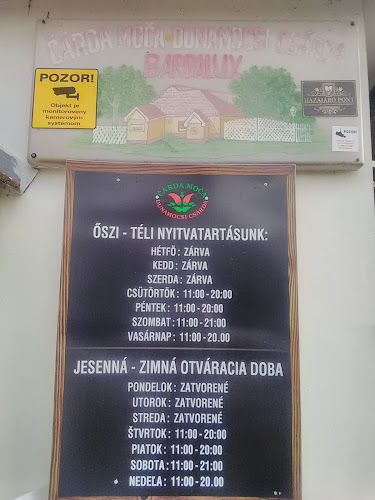 ČARDA MOČA - DUNAMOCSI CSÁRDA
POZOR!
Objekt je
monitorovaný
kamerovým
systémom
HAZAJÁRÓ PONT
ČARDA MOČA
DUNAMOCSI CSÁRDA
ŐSZI - TÉLI NYITVATARTÁSUNK:
HÉTFŐ: ZÁRVA
KEDD: ZÁRVA
SZERDA: ZÁRVA
CSÜTÖRTÖK: 11:00-20:00
PÉNTEK: 11:00-20:00
SZOMBAT: 11:00-21:00
VASÁRNAP: 11:00-20.00
JESENNÁ - ZIMNÁ OTVÁRACIA DOBA
PONDELOK: ZATVORENÉ
UTOROK: ZATVORENÉ
STREDA: ZATVORENÉ
ŠTVRTOK: 11:00-20:00
PIATOK: 11:00-20:00
SOBOTA: 11:00-21:00
NEDEĽA: 11:00-20.00